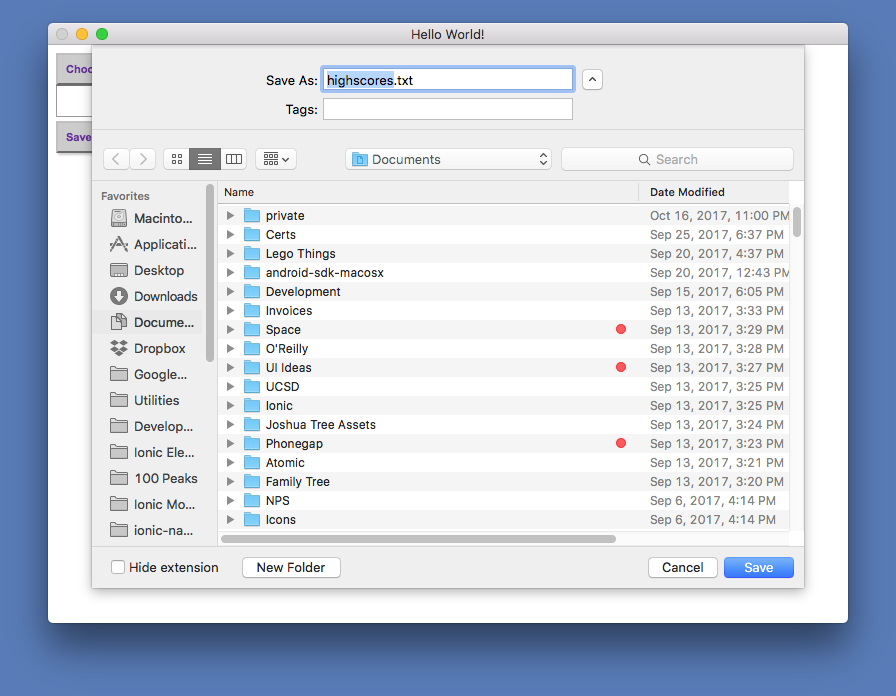 Hello World!
Choo
Save
Save As: highscores.txt
Tags:
Documents
Search
Favorites
Macinto...
Applicati...
Desktop
Downloads
Docume...
Dropbox
Google...
Utilities
Develop...
Ionic Ele...
100 Peaks
Ionic Mo...
ionic-na...
Name Date Modified
private Oct 16, 2017, 11:00 PM
Certs Sep 25, 2017, 6:37 PM
Lego Things Sep 20, 2017, 4:37 PM
android-sdk-macosx Sep 20, 2017, 12:43 PM
Development Sep 15, 2017, 6:05 PM
Invoices Sep 13, 2017, 3:33 PM
Space Sep 13, 2017, 3:29 PM
O'Reilly Sep 13, 2017, 3:28 PM
UI Ideas Sep 13, 2017, 3:27 PM
UCSD Sep 13, 2017, 3:25 PM
Ionic Sep 13, 2017, 3:25 PM
Joshua Tree Assets Sep 13, 2017, 3:24 PM
Phonegap Sep 13, 2017, 3:23 PM
Atomic Sep 13, 2017, 3:21 PM
Family Tree Sep 13, 2017, 3:20 PM
NPS Sep 6, 2017, 4:14 PM
Icons Sep 6, 2017, 4:14 PM
Hide extension New Folder Cancel Save